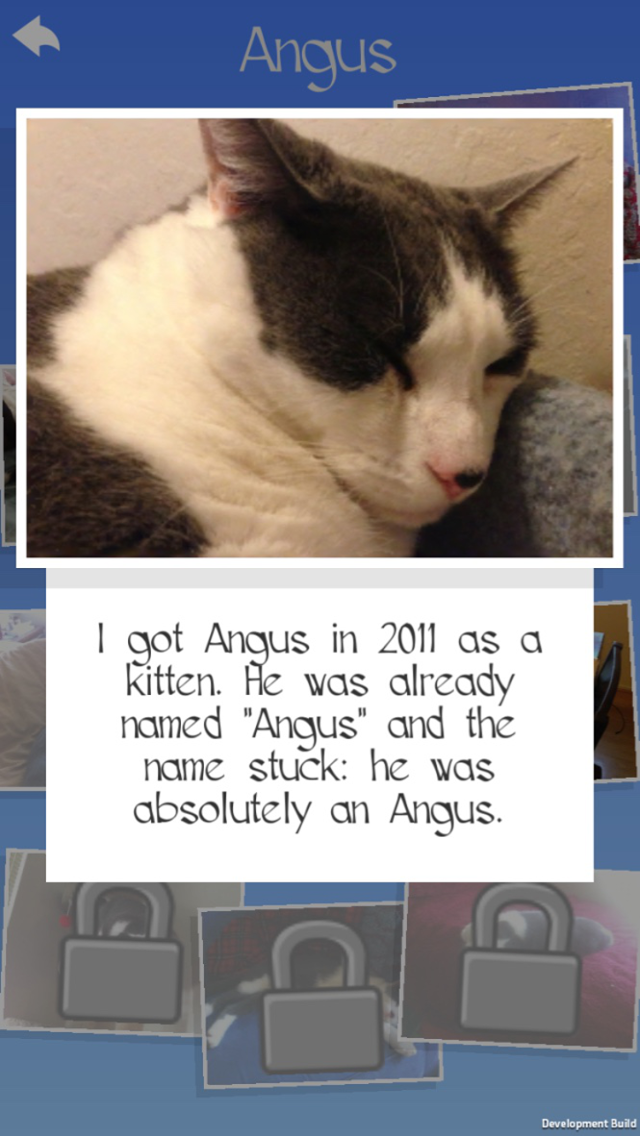 Angus
I got Angus in 2011 as a
kitten. He was already
named "Angus" and the
name stuck: he was
absolutely an Angus.
Development Build